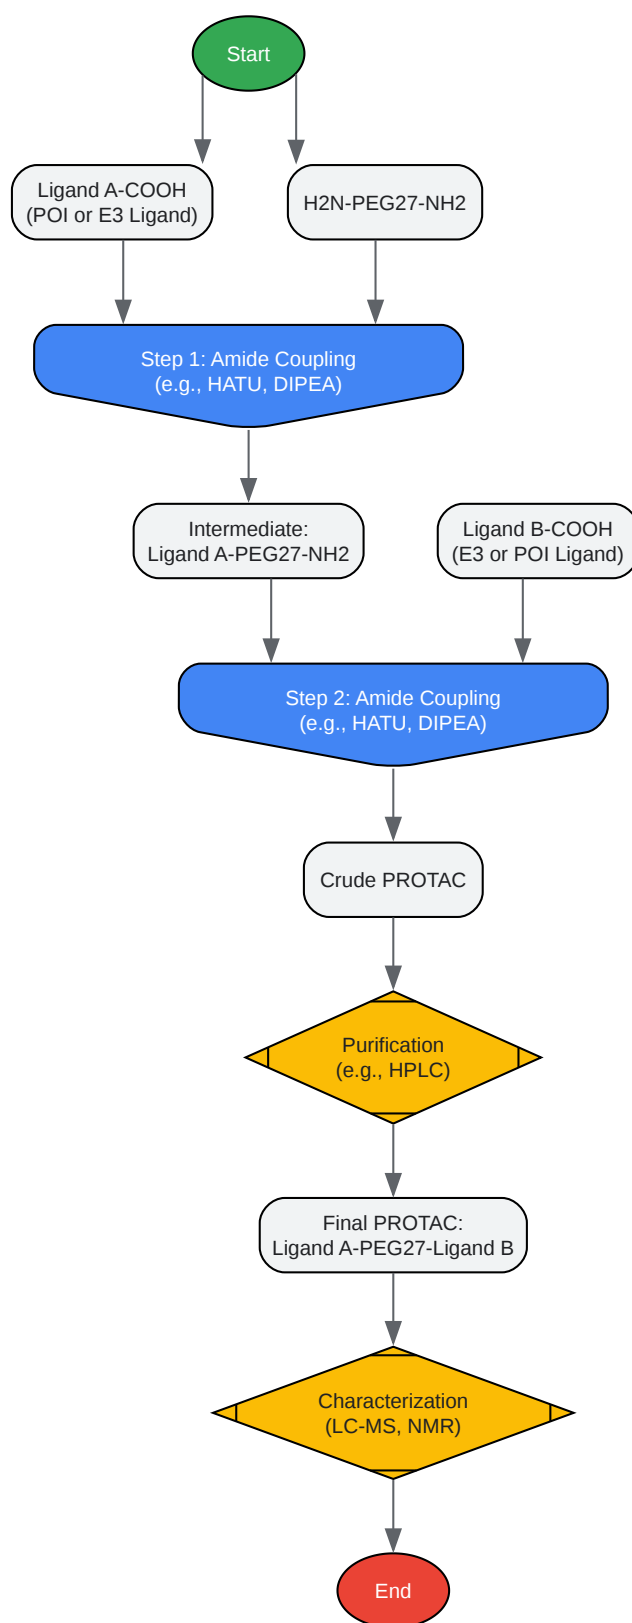 Start
Ligand A-COOH
(POI or E3 Ligand)
H2N-PEG27-NH2
Step 1: Amide Coupling
(e.g., HATU, DIPEA)
Intermediate:
Ligand A-PEG27-NH2
Ligand B-COOH
(E3 or POI Ligand)
Step 2: Amide Coupling
(e.g., HATU, DIPEA)
Crude PROTAC
Purification
(e.g., HPLC)
Final PROTAC:
Ligand A-PEG27-Ligand B
Characterization
(LC-MS, NMR)
End